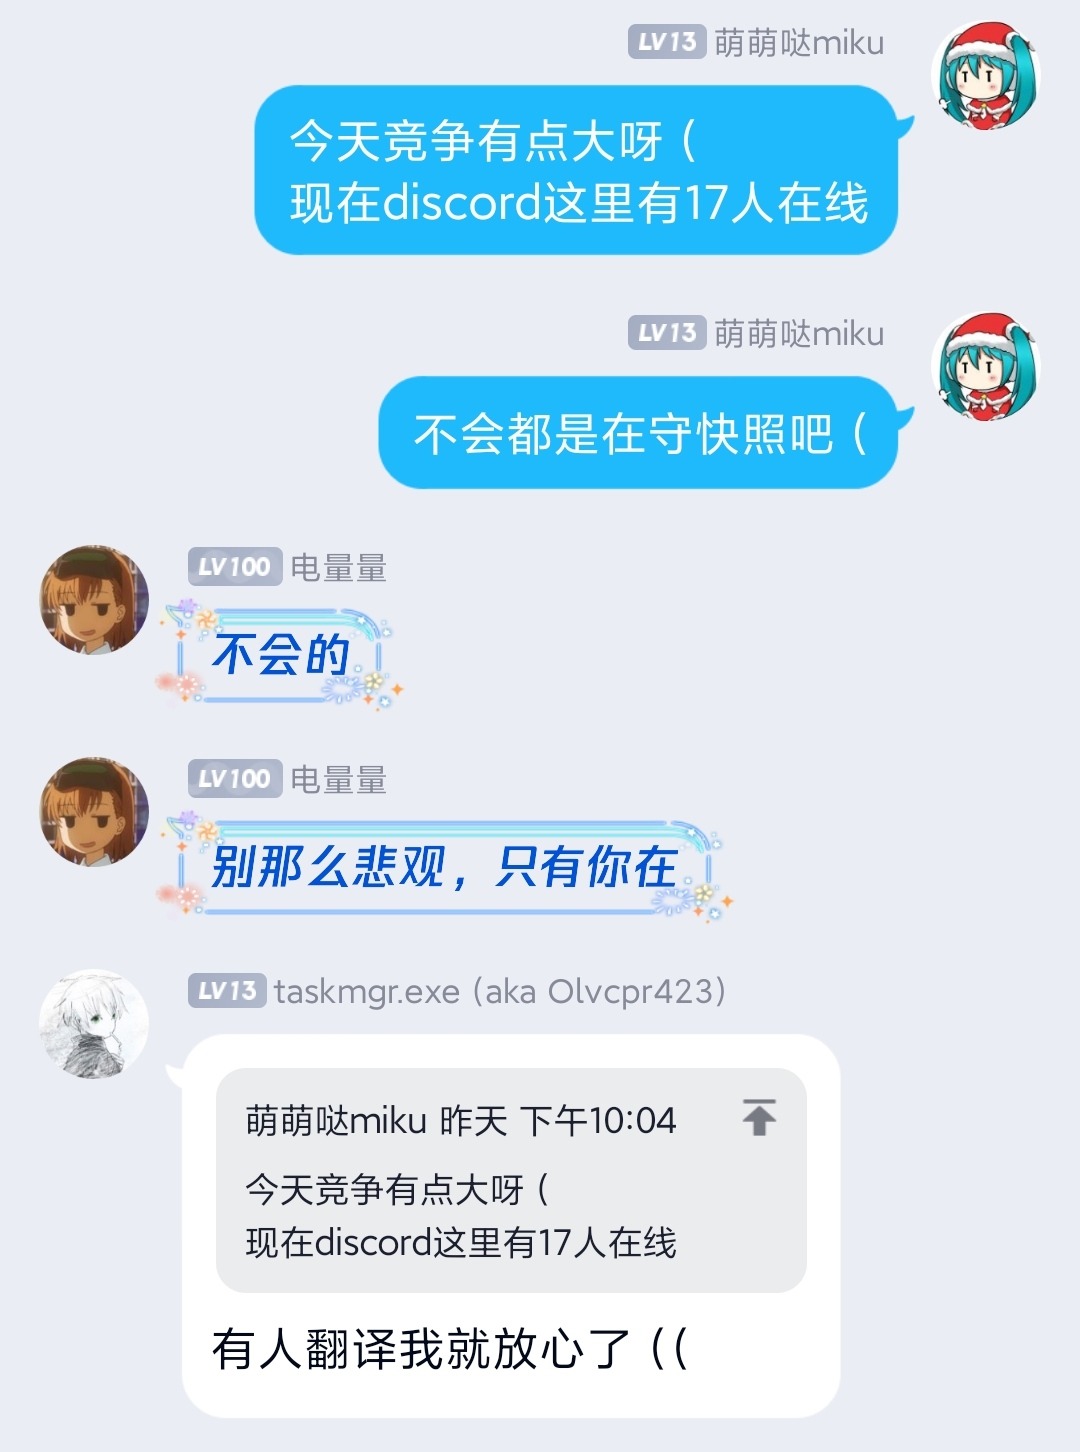 LV13 萌萌哒miku
今天竞争有点大呀（
现在discord这里有17人在线
LV13 萌萌哒miku
不会都是在守快照吧（
LV100 电量量
不会的
LV100 电量量
别那么悲观，只有你在
LV13 taskmgr.exe (aka Olvcpr423)
萌萌哒miku 昨天 下午10:04
今天竞争有点大呀（
现在discord这里有17人在线
有人翻译我就放心了（（